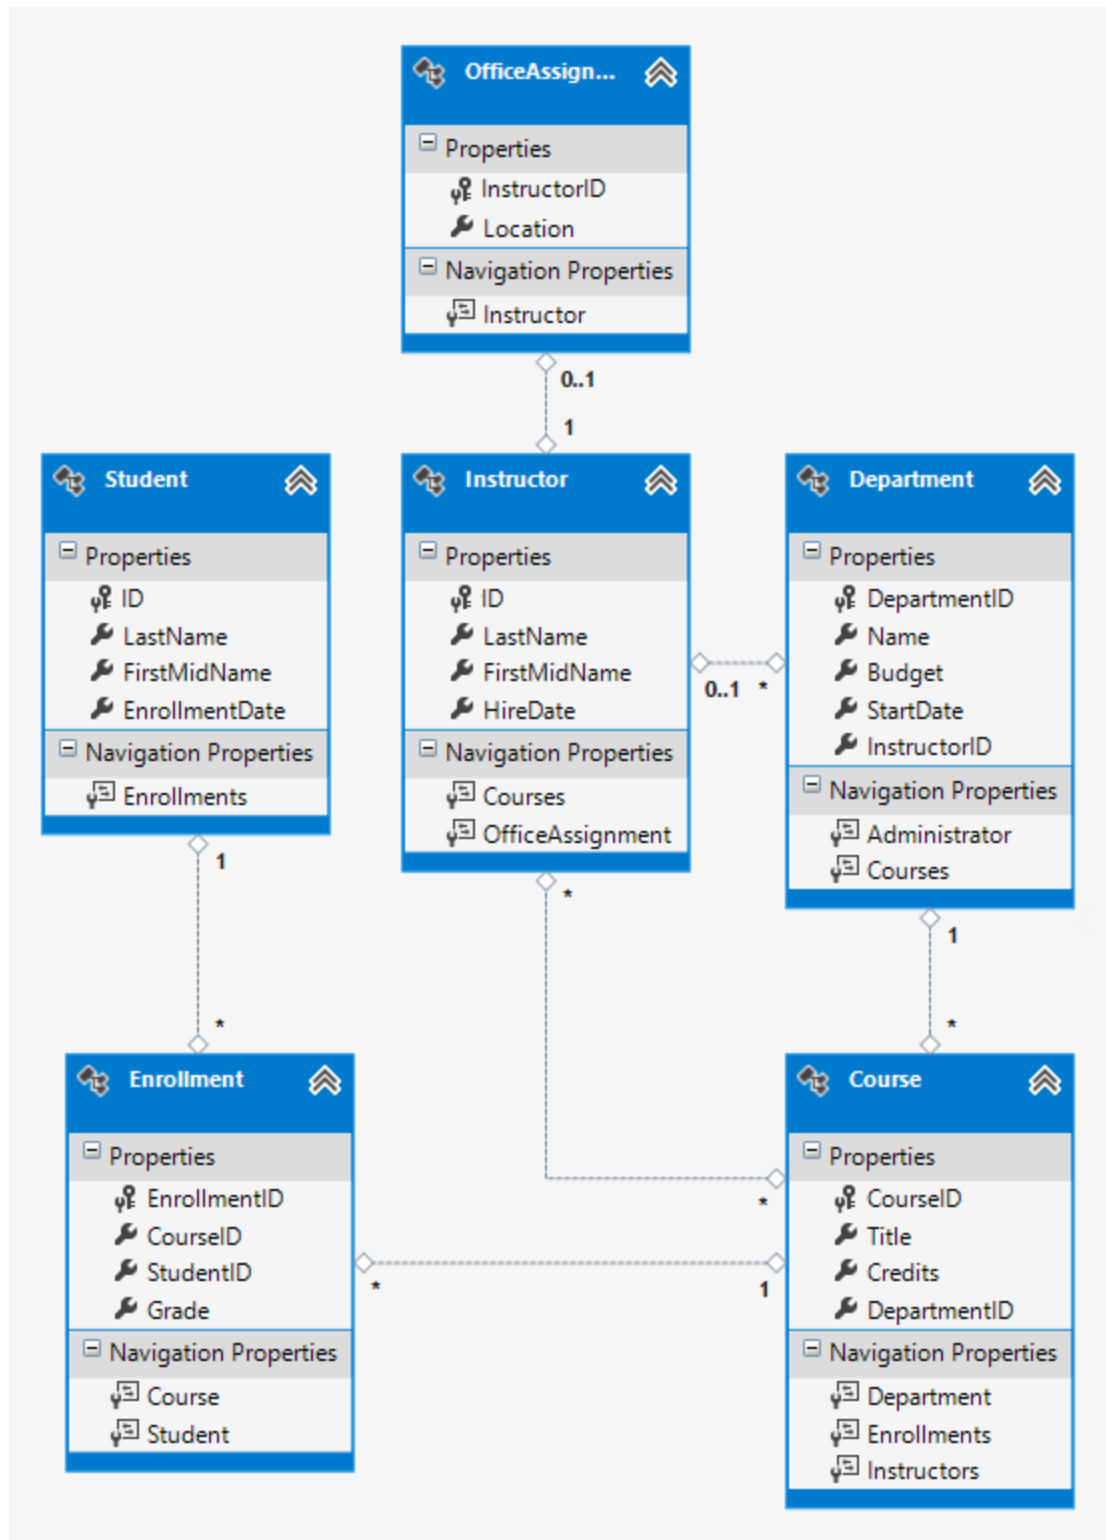 OfficeAssign...
Properties
InstructorID
Location
Navigation Properties
Instructor
0..1
1
Student
Properties
ID
LastName
FirstMidName
EnrollmentDate
Navigation Properties
Enrollments
Instructor
Properties
ID
LastName
FirstMidName
HireDate
Navigation Properties
Courses
OfficeAssignment
0..1 *
Department
Properties
DepartmentID
Name
Budget
StartDate
InstructorID
Navigation Properties
Administrator
Courses
1
*
*
*
1
*
Enrollment
Properties
EnrollmentID
CourseID
StudentID
Grade
Navigation Properties
Course
Student
* 1
Course
Properties
CourseID
Title
Credits
DepartmentID
Navigation Properties
Department
Enrollments
Instructors